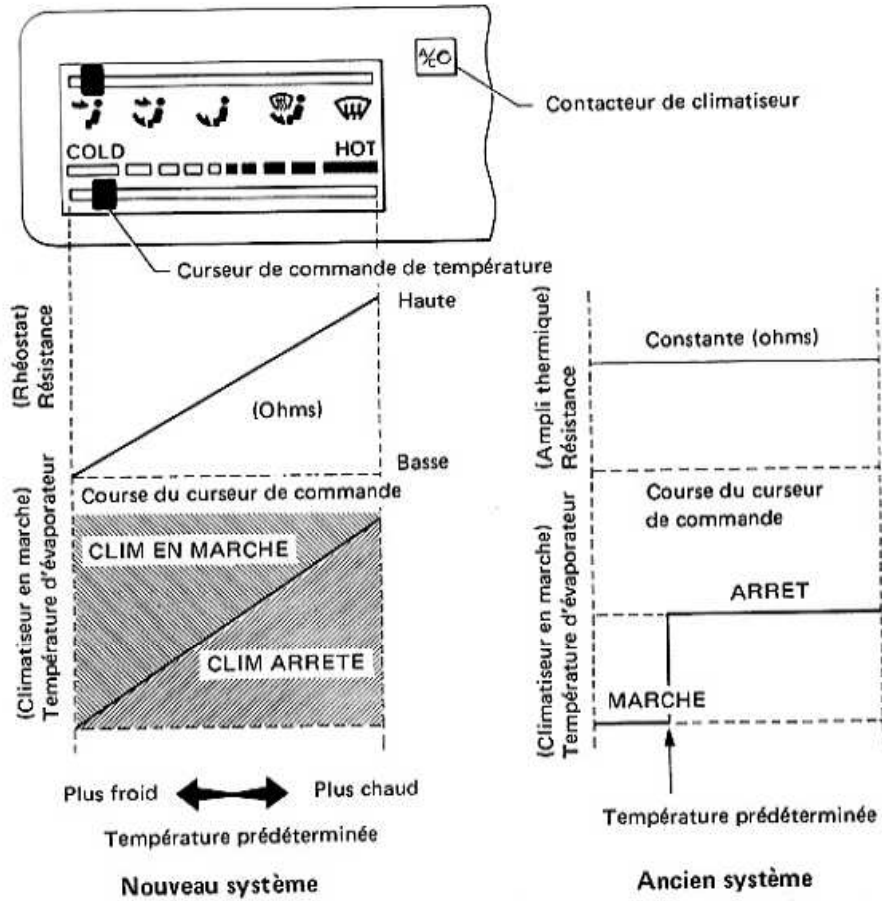 A/C
Contacteur de climatiseur
COLD
HOT
Curseur de commande de température
(Rhéostat)
Résistance
Haute
(Ohms)
Basse
Course du curseur de commande
(Climatiseur en marche)
Température d'évaporateur
CLIM EN MARCHE
CLIM ARRETE
Plus froid
Plus chaud
Température prédéterminée
Nouveau système
(Ampli thermique)
Résistance
Constante (ohms)
Course du curseur
de commande
(Climatiseur en marche)
Température d'évaporateur
ARRET
MARCHE
Température prédéterminée
Ancien système